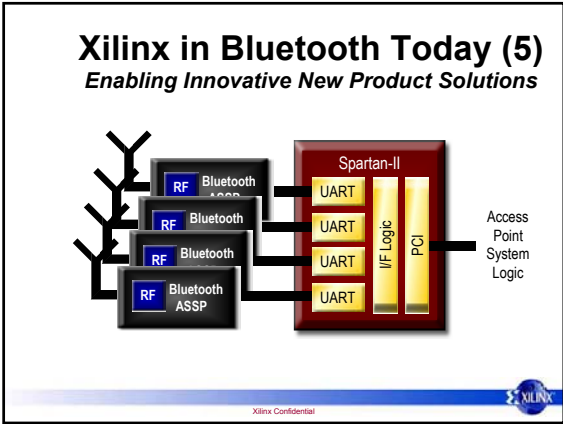 Xilinx in Bluetooth Today (5)
Enabling Innovative New Product Solutions
Spartan-II
RF Bluetooth
ASSP
UART
RF Bluetooth
UART
RF Bluetooth
UART
RF Bluetooth
ASSP
UART
I/F Logic
PCI
Access
Point
System
Logic
Xilinx Confidential
XILINX